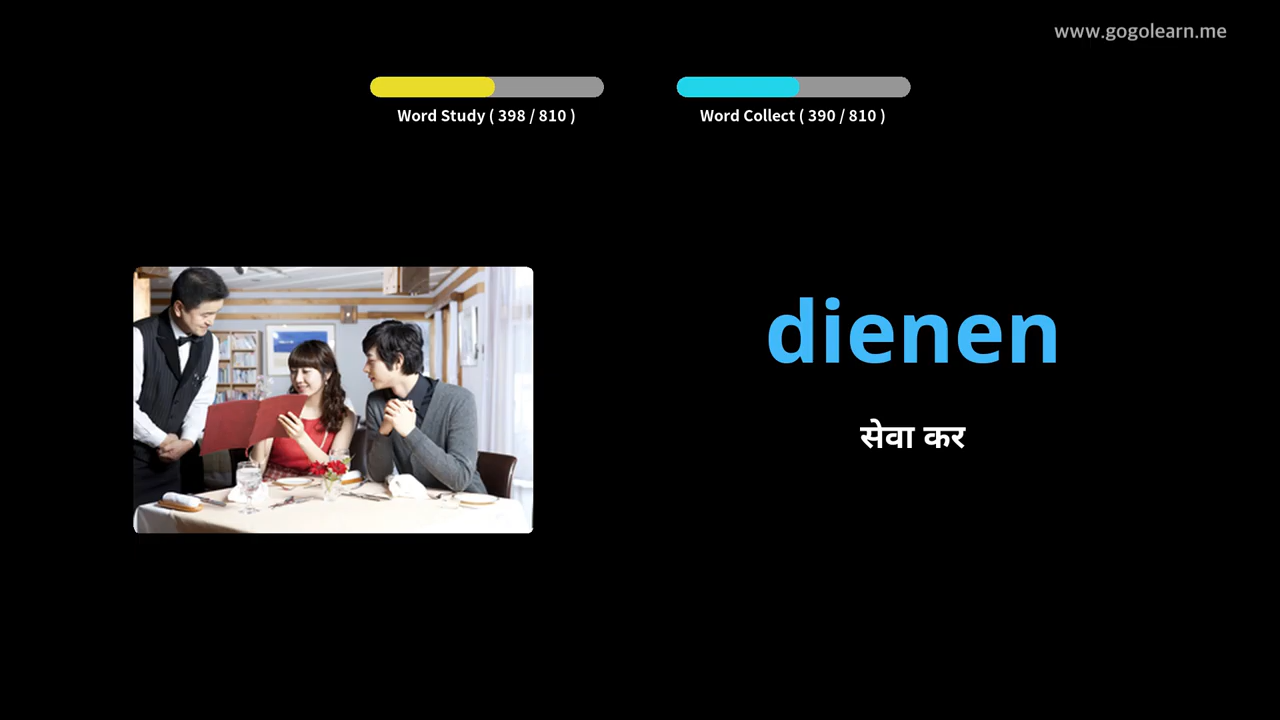 www.gogolearn.me
Word Study ( 398 / 810 )
Word Collect ( 390 / 810 )
dienen
सेवा कर